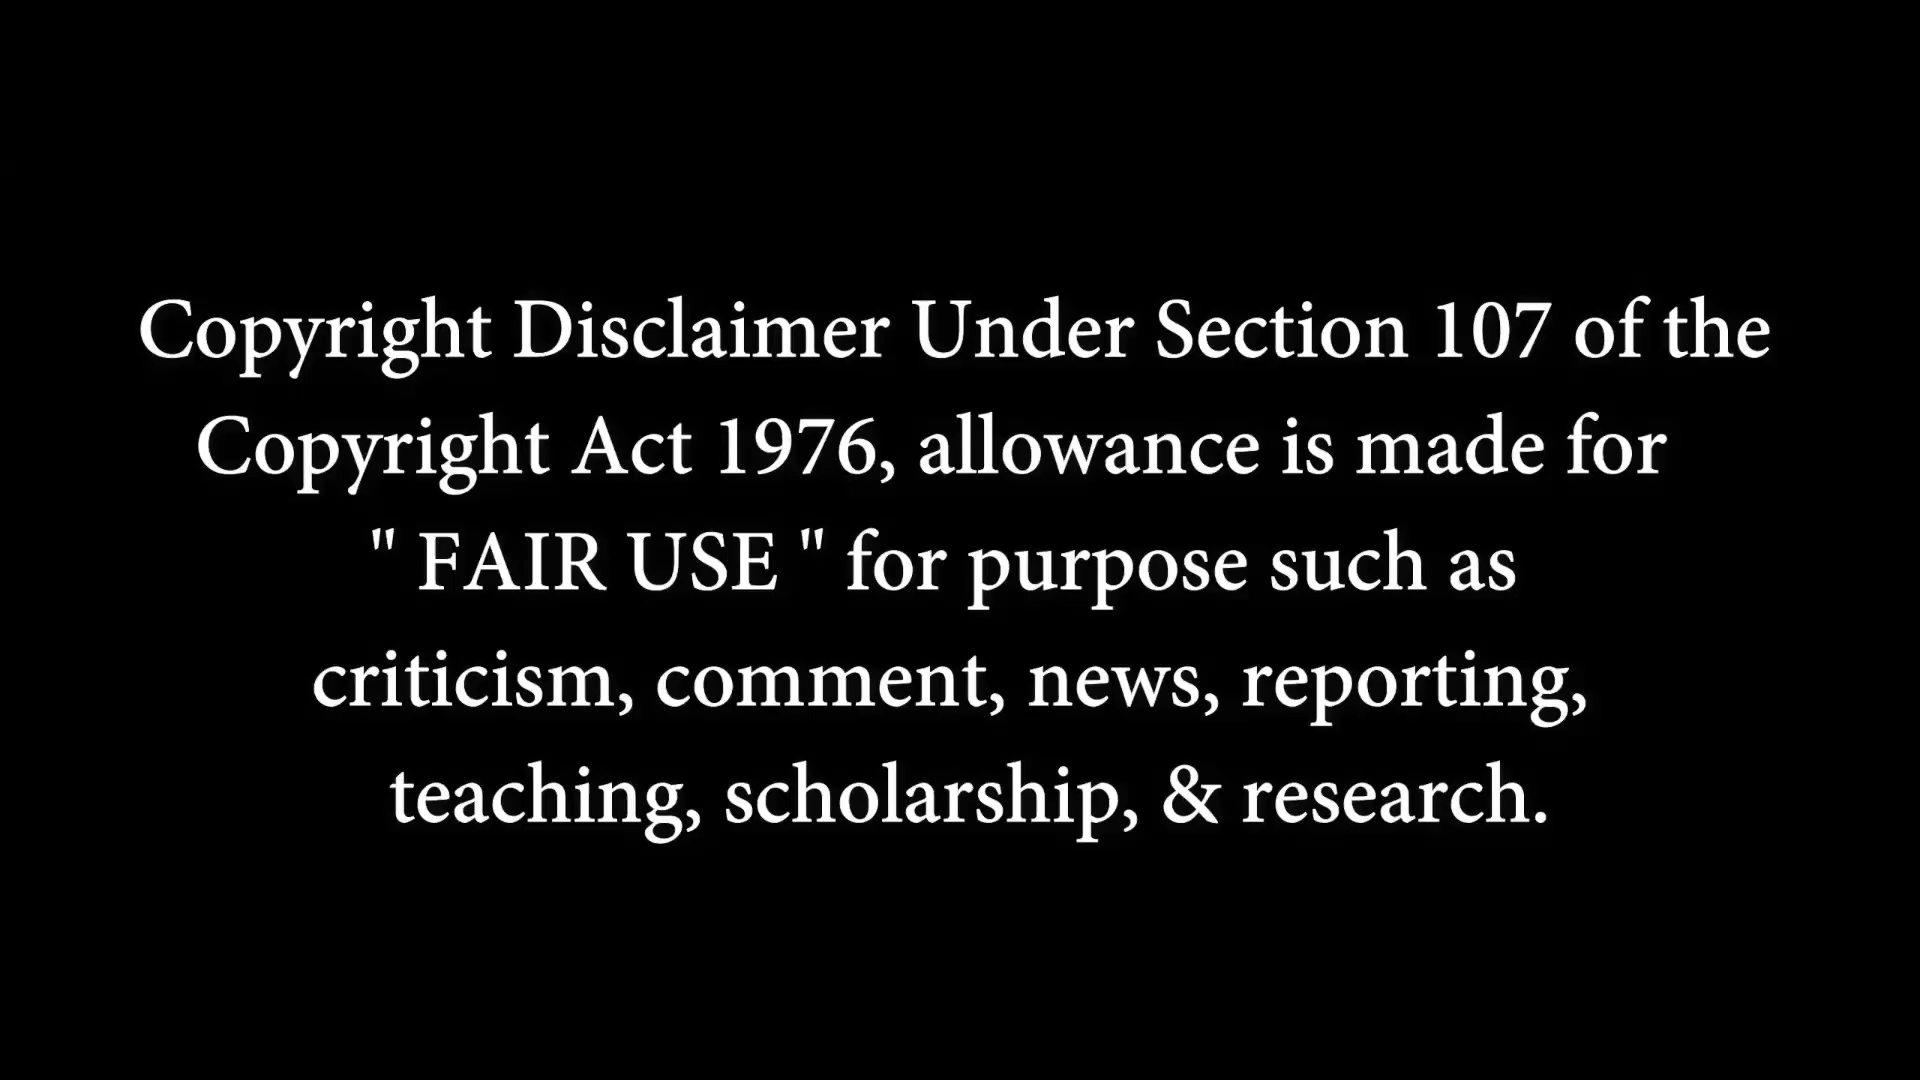 Copyright Disclaimer Under Section 107 of the
Copyright Act 1976, allowance is made for
" FAIR USE " for purpose such as
criticism, comment, news, reporting,
teaching, scholarship, & research.